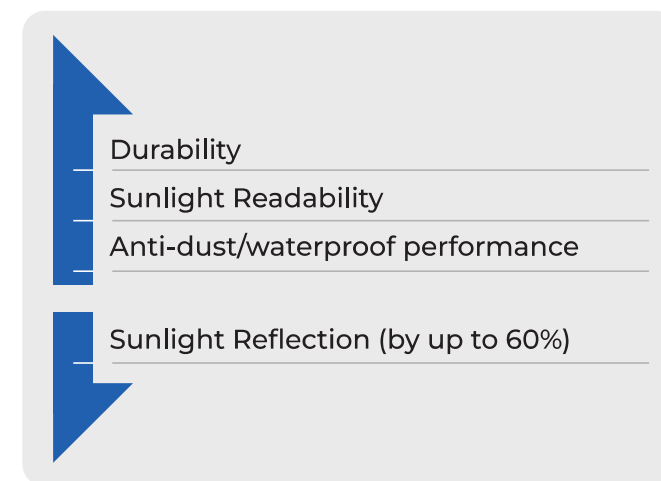 Durability
Sunlight Readability
Anti-dust/waterproof performance
Sunlight Reflection (by up to 60%)